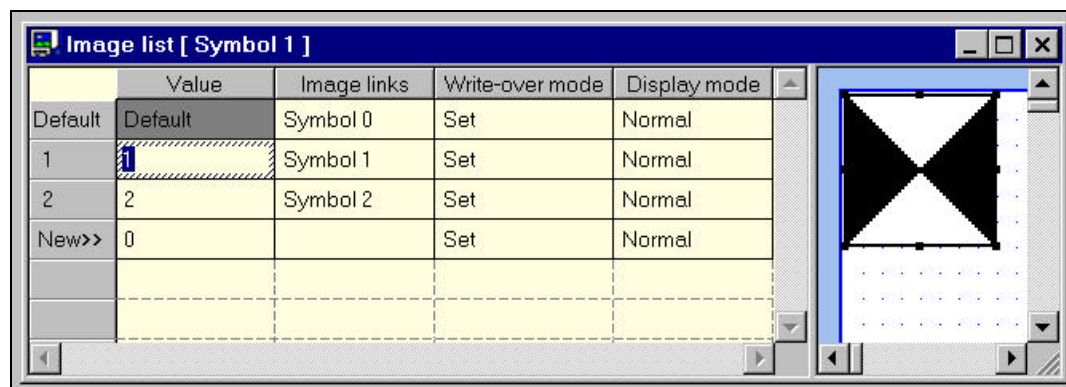 Image list [ Symbol 1 ]
Value Image links Write-over mode Display mode
Default Default Symbol 0 Set Normal
1 1 Symbol 1 Set Normal
2 2 Symbol 2 Set Normal
New>> 0 Set Normal